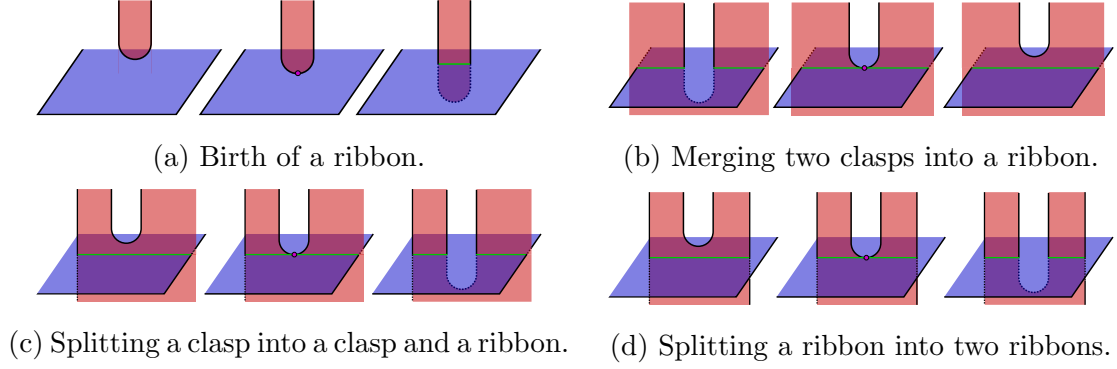 (a) Birth of a ribbon.
(b) Merging two clasps into a ribbon.
(c) Splitting a clasp into a clasp and a ribbon.
(d) Splitting a ribbon into two ribbons.